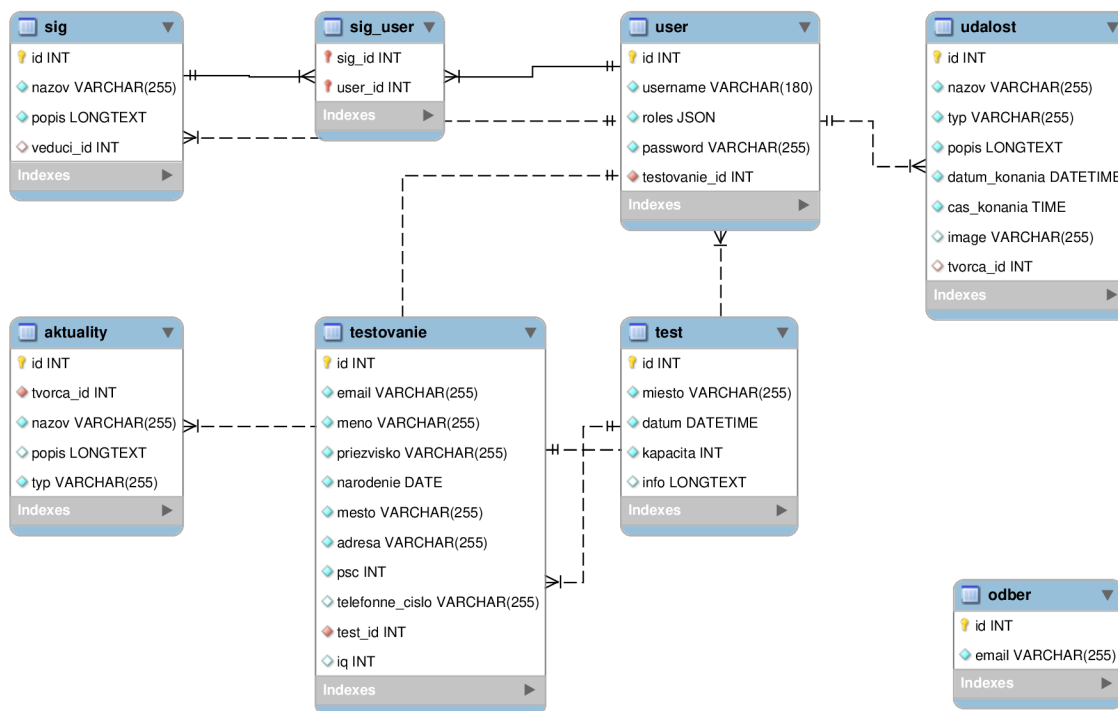 sig
id INT
nazov VARCHAR(255)
popis LONGTEXT
veduci_id INT
Indexes
sig_user
sig_id INT
user_id INT
Indexes
user
id INT
username VARCHAR(180)
roles JSON
password VARCHAR(255)
testovanie_id INT
Indexes
udalost
id INT
nazov VARCHAR(255)
typ VARCHAR(255)
popis LONGTEXT
datum_konania DATETIME
cas_konania TIME
image VARCHAR(255)
tvorca_id INT
Indexes
aktuality
id INT
tvorca_id INT
nazov VARCHAR(255)
popis LONGTEXT
typ VARCHAR(255)
Indexes
testovanie
id INT
email VARCHAR(255)
meno VARCHAR(255)
priezvisko VARCHAR(255)
narodenie DATE
mesto VARCHAR(255)
adresa VARCHAR(255)
psc INT
telefonne_cislo VARCHAR(255)
test_id INT
iq INT
Indexes
test
id INT
miesto VARCHAR(255)
datum DATETIME
kapacita INT
info LONGTEXT
Indexes
odber
id INT
email VARCHAR(255)
Indexes